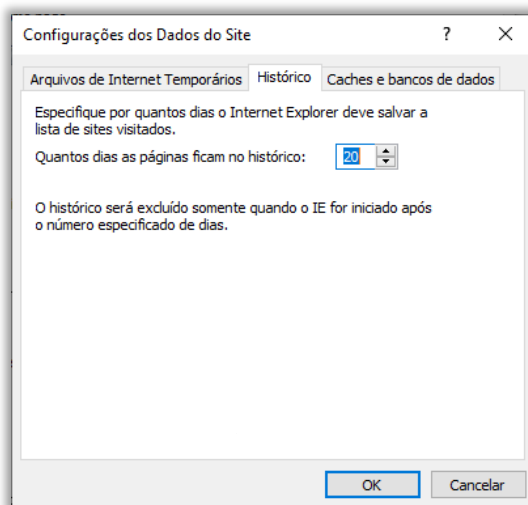 Configurações dos Dados do Site ?
Arquivos de Internet Temporários Histórico Caches e bancos de dados
Especifique por quantos dias o Internet Explorer deve salvar a
lista de sites visitados.
Quantos dias as páginas ficam no histórico: 20
O histórico será excluído somente quando o IE for iniciado após
o número especificado de dias.
OK Cancelar